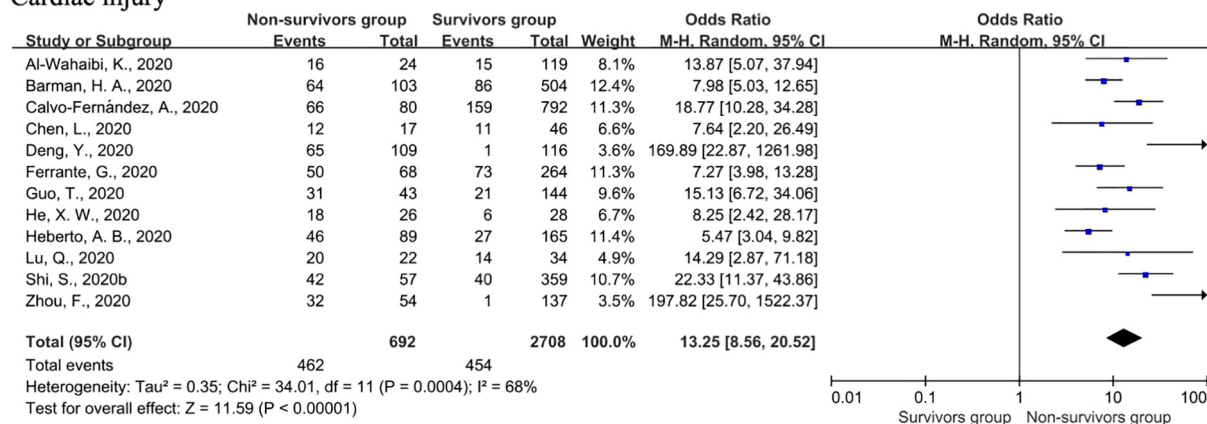 Cardiac injury
Non-survivors group Survivors group Odds Ratio Odds Ratio
Study or Subgroup Events Total Events Total Weight M-H, Random, 95% CI M-H, Random, 95% CI
Al-Wahaibi, K., 2020 16 24 15 119 8.1% 13.87 [5.07, 37.94]
Barman, H. A., 2020 64 103 86 504 12.4% 7.98 [5.03, 12.65]
Calvo-Fernández, A., 2020 66 80 159 792 11.3% 18.77 [10.28, 34.28]
Chen, L., 2020 12 17 11 46 6.6% 7.64 [2.20, 26.49]
Deng, Y., 2020 65 109 1 116 3.6% 169.89 [22.87, 1261.98]
Ferrante, G., 2020 50 68 73 264 11.3% 7.27 [3.98, 13.28]
Guo, T., 2020 31 43 21 144 9.6% 15.13 [6.72, 34.06]
He, X. W., 2020 18 26 6 28 6.7% 8.25 [2.42, 28.17]
Heberto, A. B., 2020 46 89 27 165 11.4% 5.47 [3.04, 9.82]
Lu, Q., 2020 20 22 14 34 4.9% 14.29 [2.87, 71.18]
Shi, S., 2020b 42 57 40 359 10.7% 22.33 [11.37, 43.86]
Zhou, F., 2020 32 54 1 137 3.5% 197.82 [25.70, 1522.37]
Total (95% CI) 692 2708 100.0% 13.25 [8.56, 20.52]
Total events 462 454
Heterogeneity: Tau² = 0.35; Chi² = 34.01, df = 11 (P = 0.0004); I² = 68%
Test for overall effect: Z = 11.59 (P < 0.00001)
0.01 0.1 1 10 100
Survivors group Non-survivors group